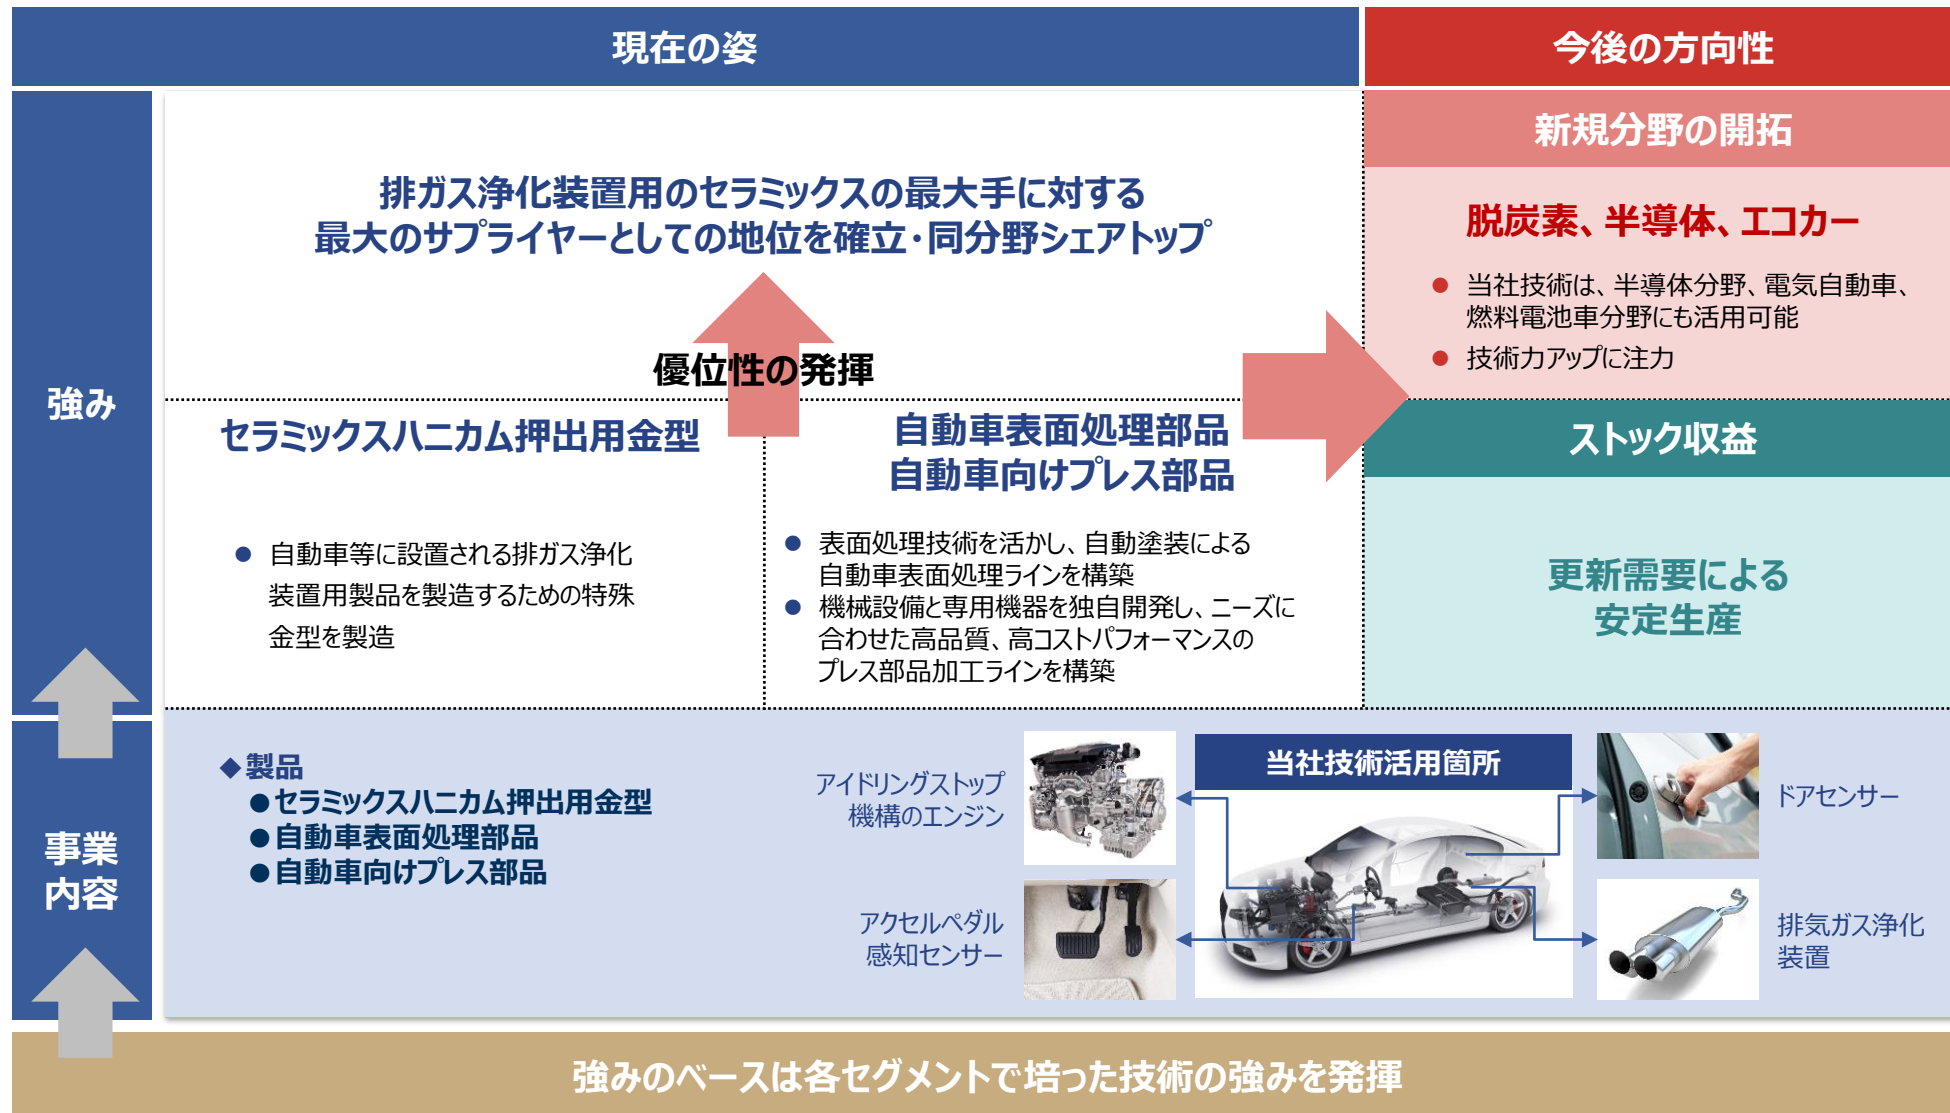 現在の姿
今後の方向性
強み
排ガス浄化装置用のセラミックスの最大手に対する
最大のサプライヤーとしての地位を確立・同分野シェアトップ
優位性の発揮
セラミックスハニカム押出用金型
● 自動車等に設置される排ガス浄化
装置用製品を製造するための特殊
金型を製造
自動車表面処理部品
自動車向けプレス部品
● 表面処理技術を活かし、自動塗装による
自動車表面処理ラインを構築
● 機械設備と専用機器を独自開発し、ニーズに
合わせた高品質、高コストパフォーマンスの
プレス部品加工ラインを構築
新規分野の開拓
脱炭素、半導体、エコカー
● 当社技術は、半導体分野、電気自動車、
燃料電池車分野にも活用可能
● 技術力アップに注力
ストック収益
更新需要による
安定生産
事業
内容
◆製品
●セラミックスハニカム押出用金型
●自動車表面処理部品
●自動車向けプレス部品
アイドリングストップ
機構のエンジン
アクセルペダル
感知センサー
当社技術活用箇所
ドアセンサー
排気ガス浄化
装置
強みのベースは各セグメントで培った技術の強みを発揮